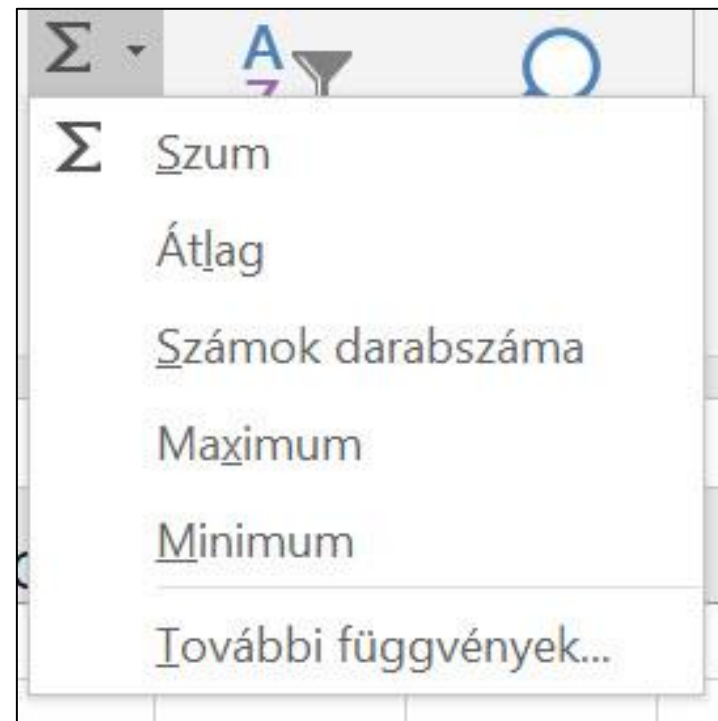 Σ
A
Z
Σ Szum
Átlag
Számok darabszáma
Maximum
Minimum
További függvények...